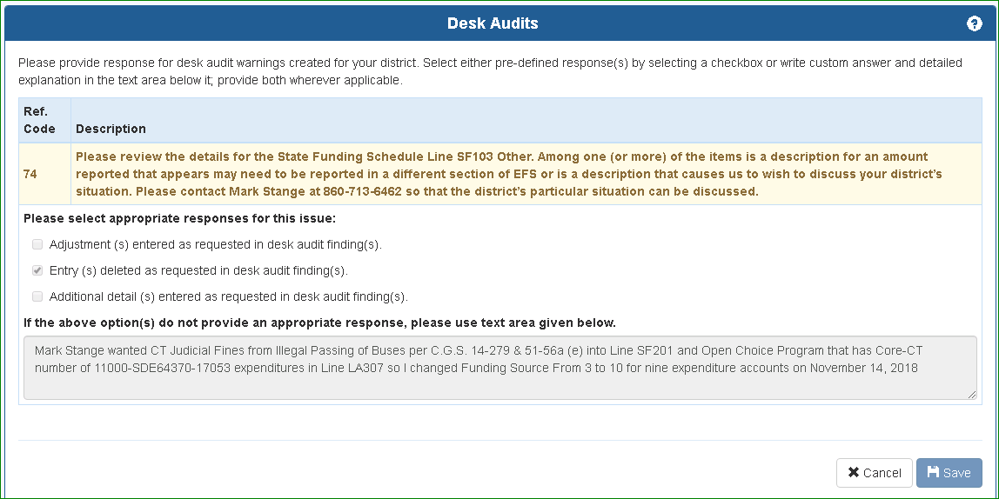 Desk Audits
?
Please provide response for desk audit warnings created for your district. Select either pre-defined response(s) by selecting a checkbox or write custom answer and detailed
explanation in the text area below it; provide both wherever applicable.
Ref.
Code
Description
74
Please review the details for the State Funding Schedule Line SF103 Other. Among one (or more) of the items is a description for an amount
reported that appears may need to be reported in a different section of EFS or is a description that causes us to wish to discuss your district's
situation. Please contact Mark Stange at 860-713-6462 so that the district's particular situation can be discussed.
Please select appropriate responses for this issue:
Adjustment (s) entered as requested in desk audit finding(s).
Entry (s) deleted as requested in desk audit finding(s).
Additional detail (s) entered as requested in desk audit finding(s).
If the above option(s) do not provide an appropriate response, please use text area given below.
Mark Stange wanted CT Judicial Fines from Illegal Passing of Buses per C.G.S. 14-279 & 51-56a (e) into Line SF201 and Open Choice Program that has Core-CT
number of 11000-SDE64370-17053 expenditures in Line LA307 so I changed Funding Source From 3 to 10 for nine expenditure accounts on November 14, 2018
Cancel
Save